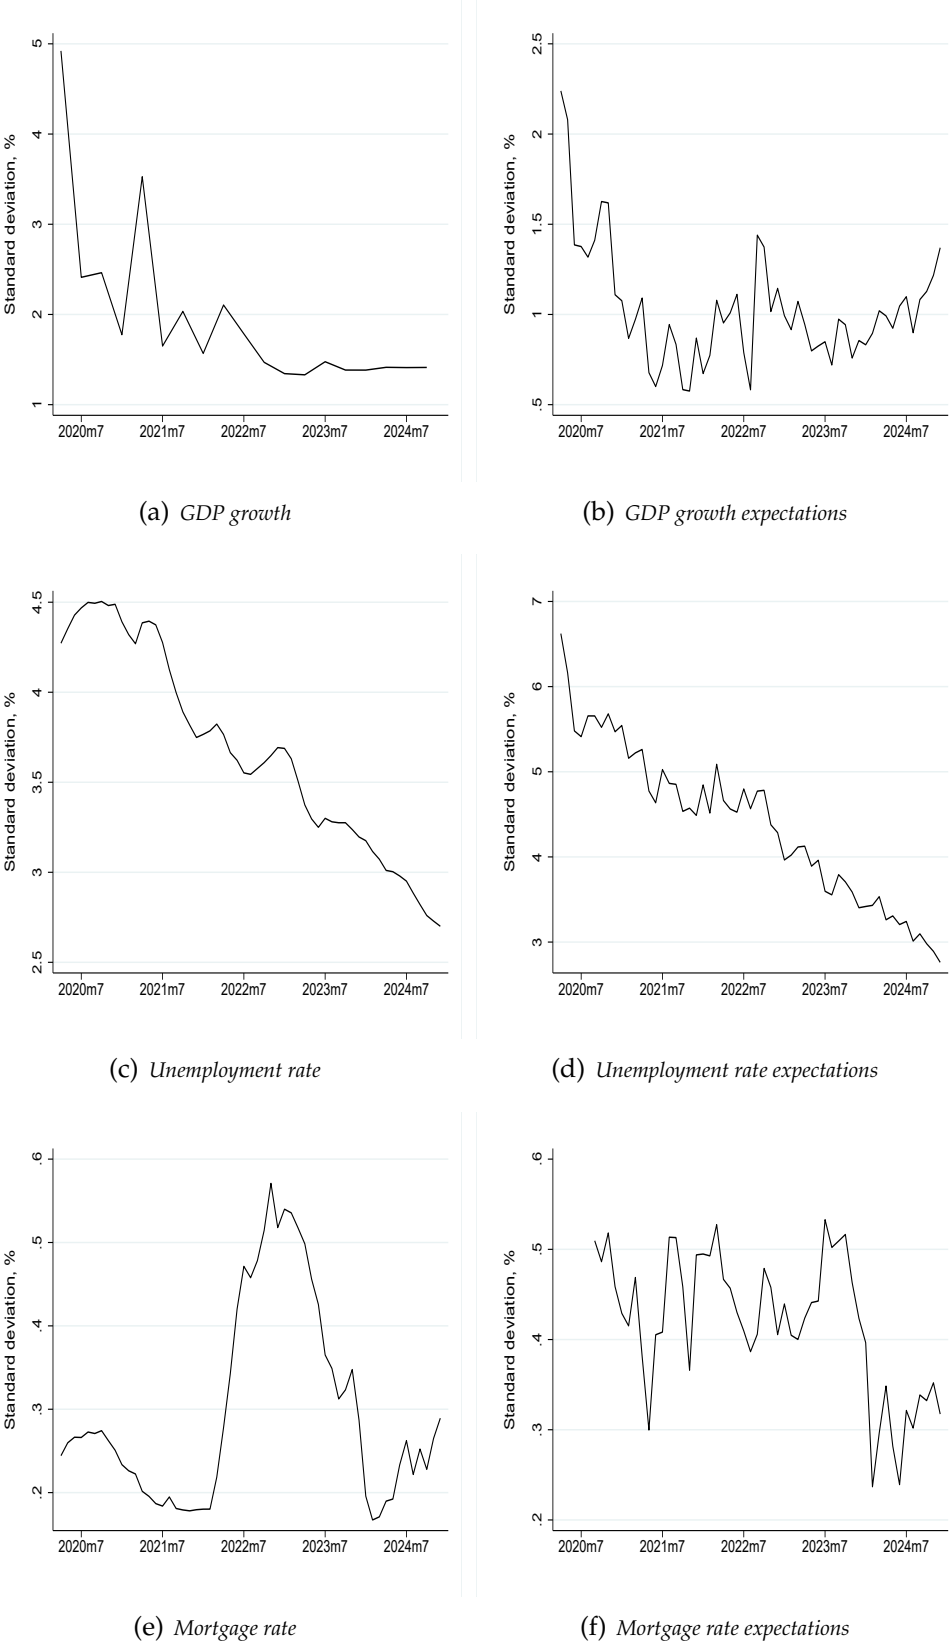 5
4
3
2
1
Standard deviation, %
2020m7 2021m7 2022m7 2023m7 2024m7
(a) GDP growth
2.5
2
1.5
1
.5
Standard deviation, %
2020m7 2021m7 2022m7 2023m7 2024m7
(b) GDP growth expectations
4.5
4
3.5
3
2.5
Standard deviation, %
2020m7 2021m7 2022m7 2023m7 2024m7
(c) Unemployment rate
7
6
5
4
3
Standard deviation, %
2020m7 2021m7 2022m7 2023m7 2024m7
(d) Unemployment rate expectations
.6
.5
.4
.3
.2
Standard deviation, %
2020m7 2021m7 2022m7 2023m7 2024m7
(e) Mortgage rate
.6
.5
.4
.3
.2
Standard deviation, %
2020m7 2021m7 2022m7 2023m7 2024m7
(f) Mortgage rate expectations